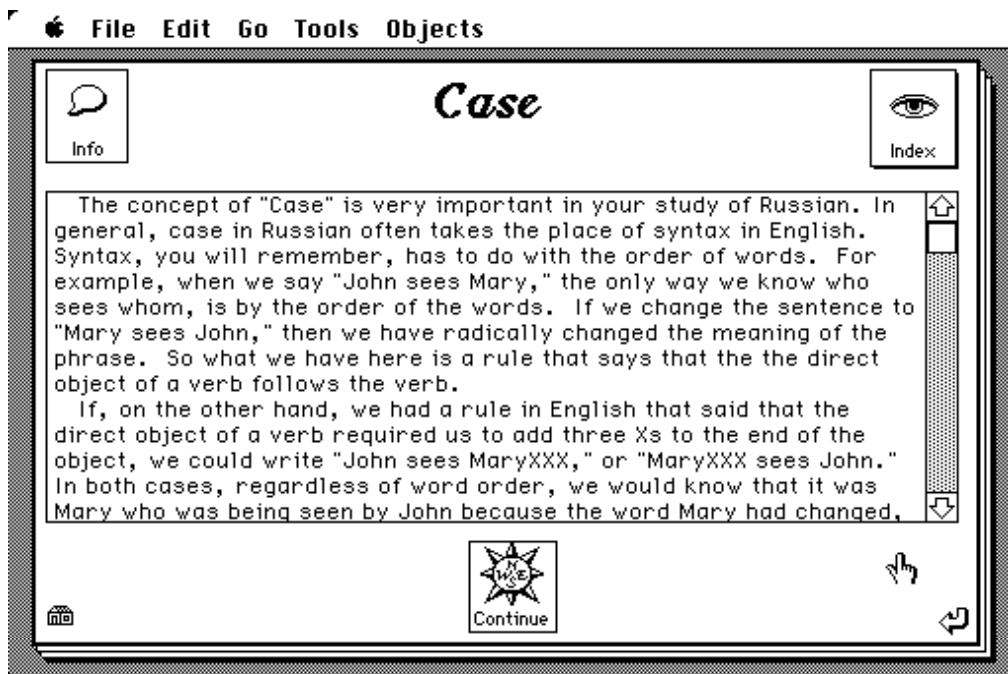 File Edit Go Tools Objects
Case
Info
Index
The concept of "Case" is very important in your study of Russian. In
general, case in Russian often takes the place of syntax in English.
Syntax, you will remember, has to do with the order of words. For
example, when we say "John sees Mary," the only way we know who
sees whom, is by the order of the words. If we change the sentence to
"Mary sees John," then we have radically changed the meaning of the
phrase. So what we have here is a rule that says that the the direct
object of a verb follows the verb.
If, on the other hand, we had a rule in English that said that the
direct object of a verb required us to add three Xs to the end of the
object, we could write "John sees MaryXXX," or "MaryXXX sees John."
In both cases, regardless of word order, we would know that it was
Mary who was being seen by John because the word Mary had changed,
N
W E
S
Continue